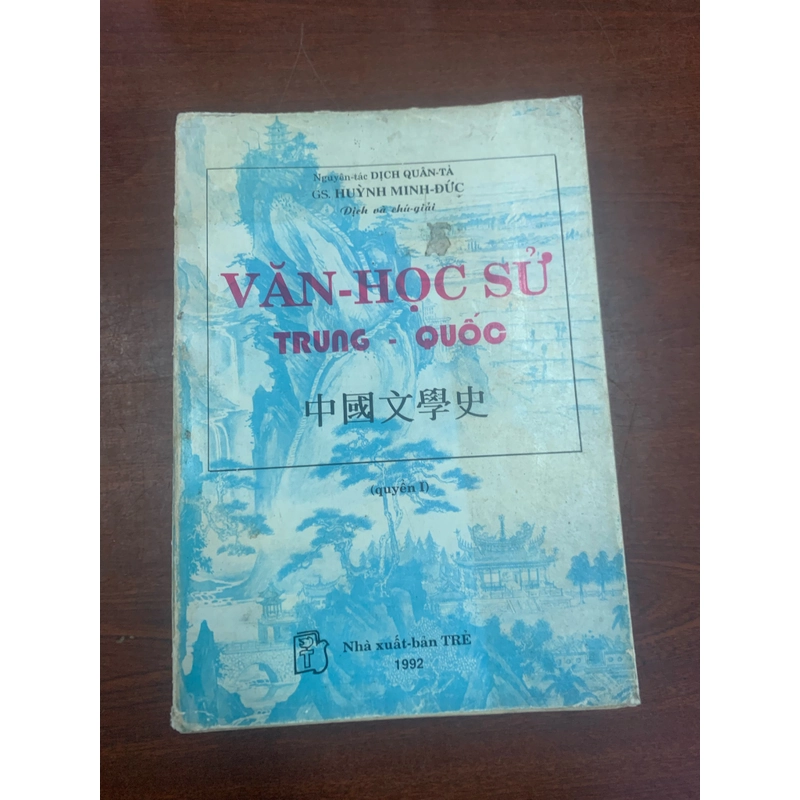 Nguyên-tác DỊCH QUÂN-TẢ
GS. HUỲNH MINH-ĐỨC
Dịch và chú-giải
VĂN-HỌC SỬ
TRUNG - QUỐC
中國文學史
(quyển I)
Nhà xuất-bản TRẺ
1992